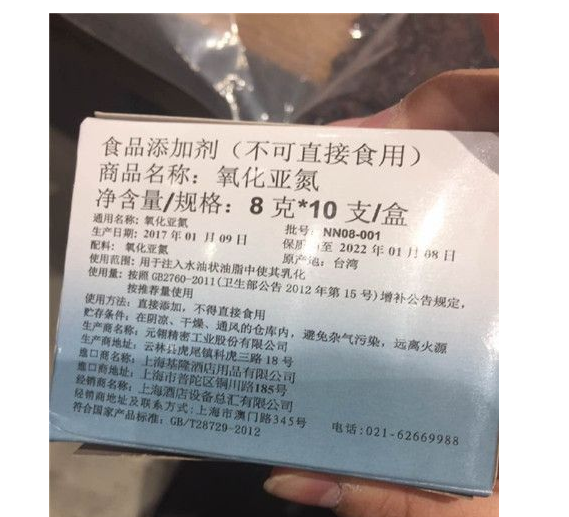 食品添加剂（不可直接食用）
商品名称：氧化亚氮
净含量/规格：8克*10支/盒
通用名称：氧化亚氮 批号：NN08-001
生产日期：2017年01月09日 保质 至2022年01月08日
配料：氧化亚氮 原产地：台湾
使用范围：用于注入水油状油脂中使其乳化
使用量：按照GB2760-2011(卫生部公告2012年第15号)增补公告规定，
按推荐量使用
使用方法：直接添加，不得直接食用
贮存条件：在阴凉、干燥、通风的仓库内，避免杂气污染，远离火源
生产商名称：元翎精密工业股份有限公司
生产商地址：云林县虎尾镇科虎三路18号
進口商名称：上海基隆酒店用品有限公司
進口商地址：上海市普陀区铜川路185号
经销商名称：上海酒店设备总汇有限公司
经销商地址及联系方式：上海市澳门路345号 电话：021-62669988
符合国家产品标准：GB/T28729-2012